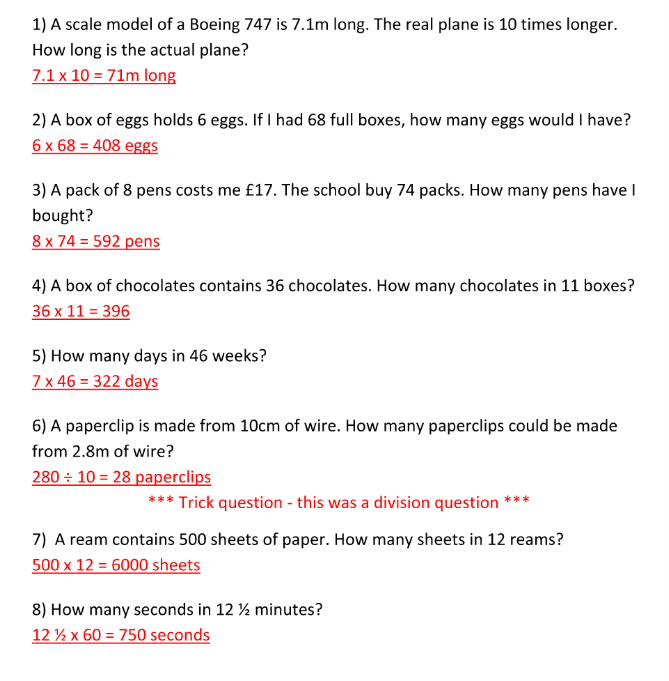 1) A scale model of a Boeing 747 is 7.1m long. The real plane is 10 times longer.
How long is the actual plane?
7.1 x 10 = 71m long
2) A box of eggs holds 6 eggs. If I had 68 full boxes, how many eggs would I have?
6 x 68 = 408 eggs
3) A pack of 8 pens costs me £17. The school buy 74 packs. How many pens have I
bought?
8 x 74 = 592 pens
4) A box of chocolates contains 36 chocolates. How many chocolates in 11 boxes?
36 x 11 = 396
5) How many days in 46 weeks?
7 x 46 = 322 days
6) A paperclip is made from 10cm of wire. How many paperclips could be made
from 2.8m of wire?
280 ÷ 10 = 28 paperclips
*** Trick question - this was a division question ***
7) A ream contains 500 sheets of paper. How many sheets in 12 reams?
500 x 12 = 6000 sheets
8) How many seconds in 12 ½ minutes?
12 ½ x 60 = 750 seconds